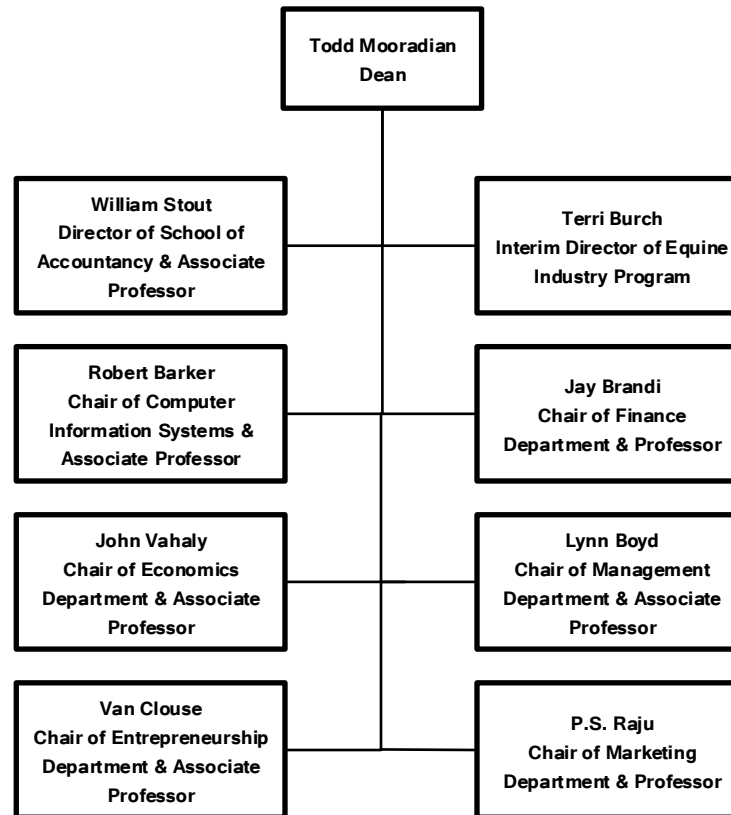 Todd Mooradian
Dean
William Stout
Director of School of
Accountancy & Associate
Professor
Terri Burch
Interim Director of Equine
Industry Program
Robert Barker
Chair of Computer
Information Systems &
Associate Professor
Jay Brandi
Chair of Finance
Department & Professor
John Vahaly
Chair of Economics
Department & Associate
Professor
Lynn Boyd
Chair of Management
Department & Associate
Professor
Van Clouse
Chair of Entrepreneurship
Department & Associate
Professor
P.S. Raju
Chair of Marketing
Department & Professor